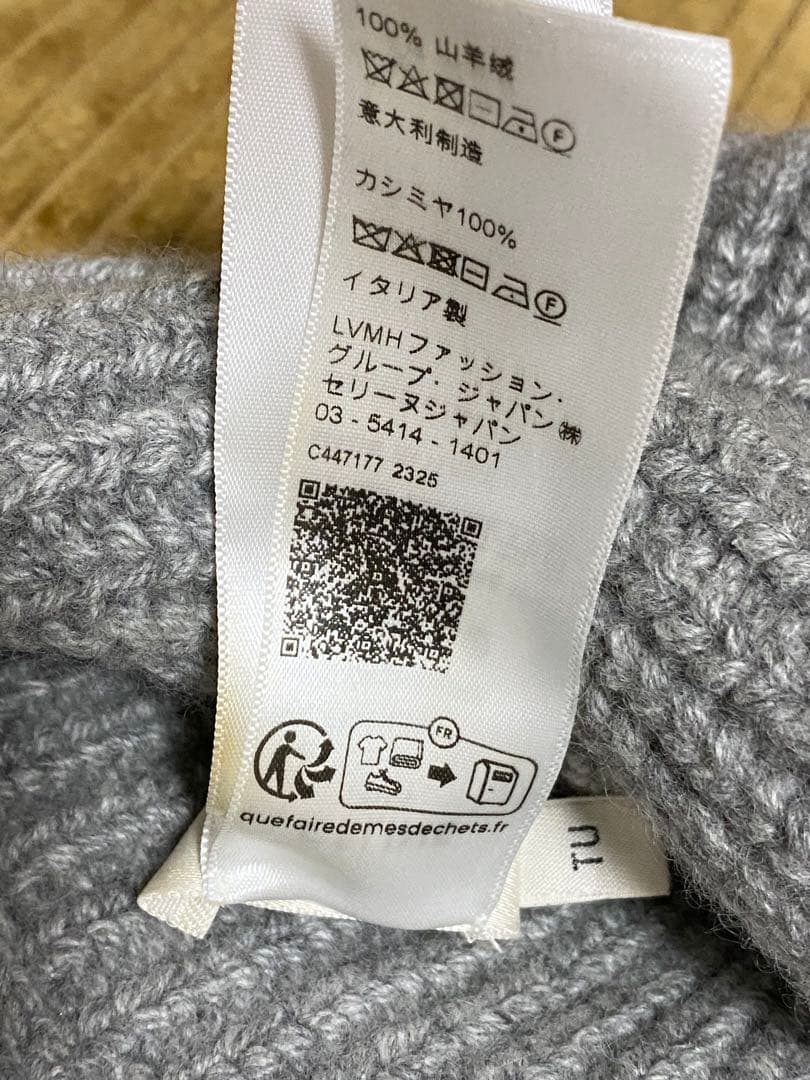 100% 山羊绒
F
意大利制造
カシミヤ100%
F
イタリア製
LVMHファッション・
グループ・ジャパン㈱
セリーヌジャパン
03 - 5414 - 1401
C447177 2325
FR
quefairedemesdechets.fr
TU